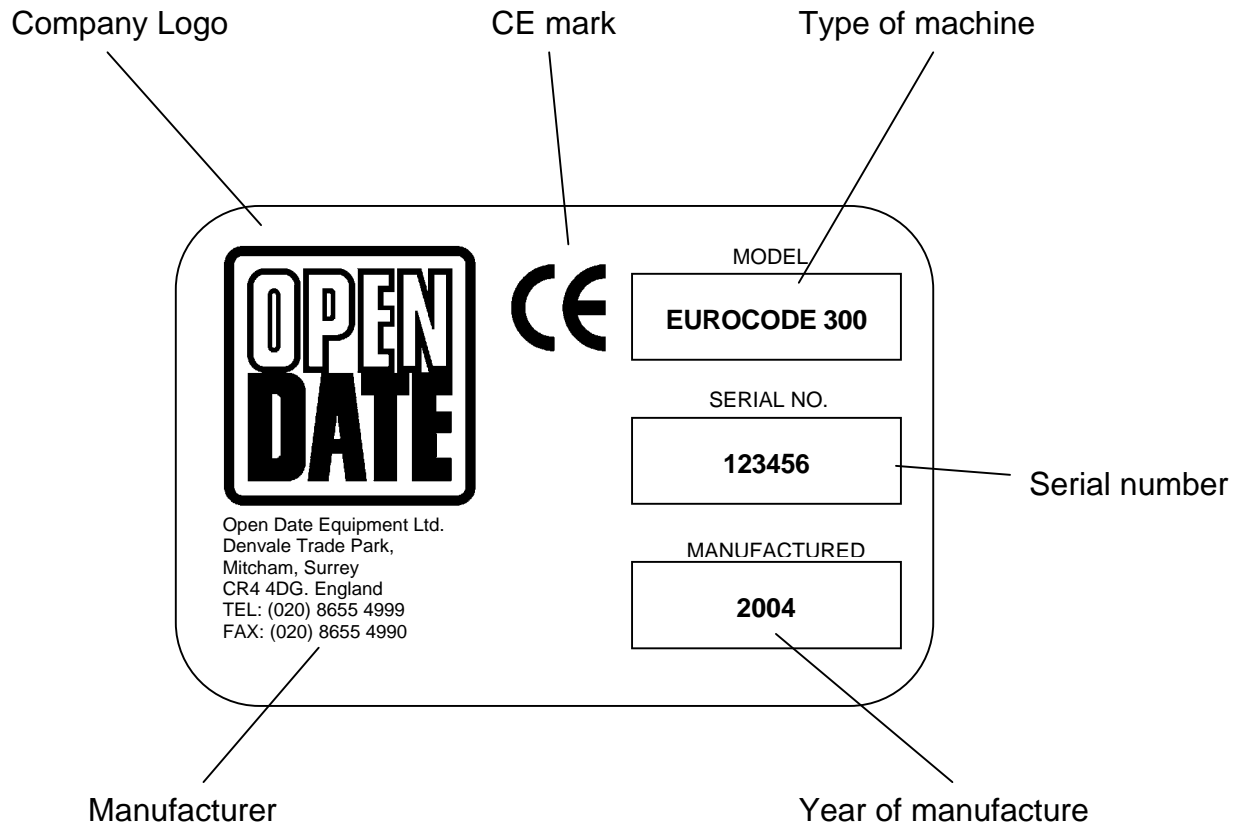 Company Logo
CE mark
Type of machine
OPEN
DATE
CE
MODEL
EUROCODE 300
SERIAL NO.
123456
Serial number
Open Date Equipment Ltd.
Denvale Trade Park,
Mitcham, Surrey
CR4 4DG. England
TEL: (020) 8655 4999
FAX: (020) 8655 4990
MANUFACTURED
2004
Manufacturer
Year of manufacture